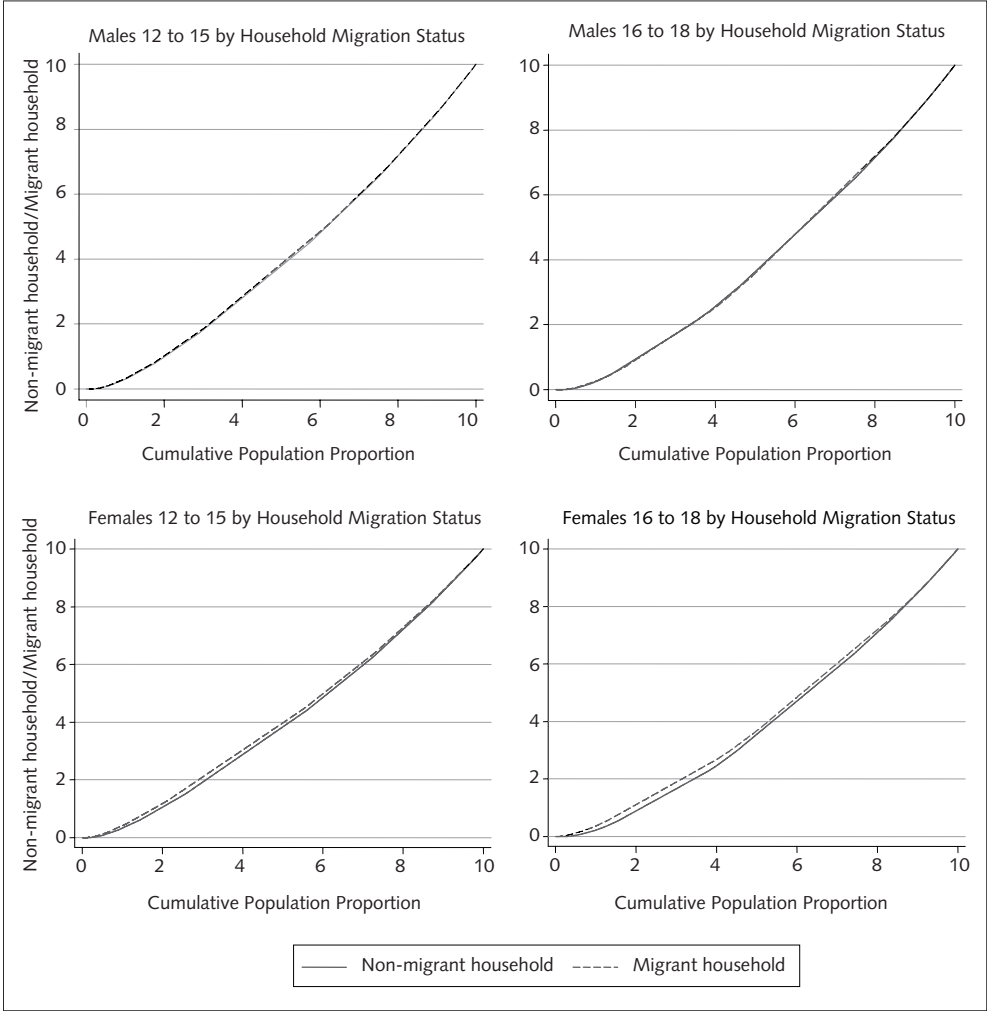 Males 12 to 15 by Household Migration Status
Non-migrant household/Migrant household
10
8
6
4
2
0
0 2 4 6 8 10
Cumulative Population Proportion
Males 16 to 18 by Household Migration Status
10
8
6
4
2
0
0 2 4 6 8 10
Cumulative Population Proportion
Females 12 to 15 by Household Migration Status
Non-migrant household/Migrant household
10
8
6
4
2
0
0 2 4 6 8 10
Cumulative Population Proportion
Females 16 to 18 by Household Migration Status
10
8
6
4
2
0
0 2 4 6 8 10
Cumulative Population Proportion
Non-migrant household Migrant household